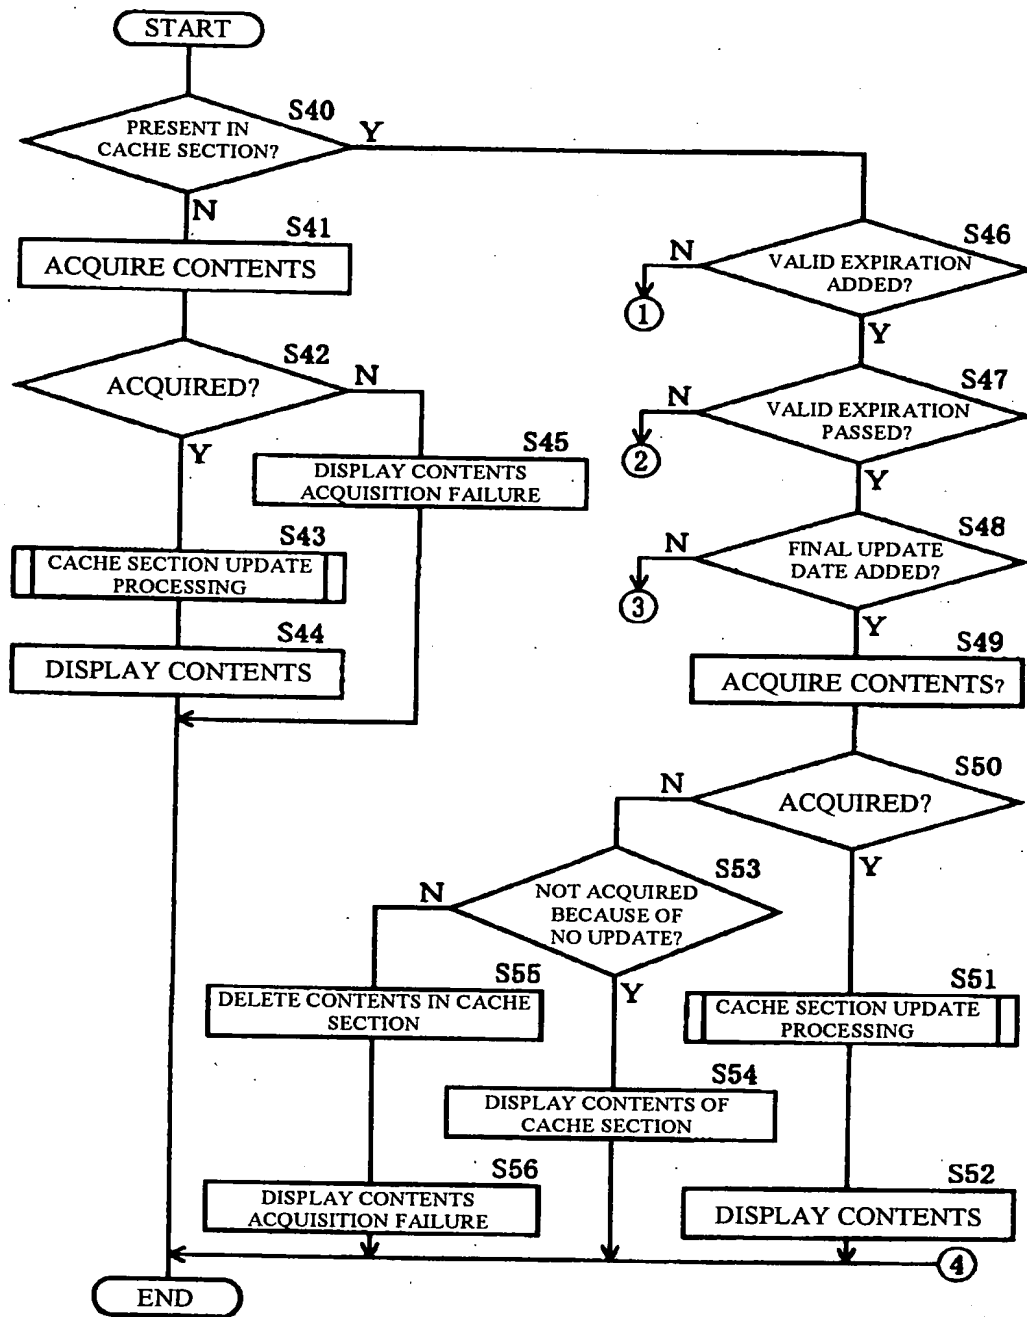 START
S40
PRESENT IN
CACHE SECTION?
Y
N
S41
ACQUIRE CONTENTS
S42
ACQUIRED?
N
Y
S45
DISPLAY CONTENTS
ACQUISITION FAILURE
S43
CACHE SECTION UPDATE
PROCESSING
S44
DISPLAY CONTENTS
S46
VALID EXPIRATION
ADDED?
N
1
Y
S47
VALID EXPIRATION
PASSED?
N
2
Y
S48
FINAL UPDATE
DATE ADDED?
N
3
Y
S49
ACQUIRE CONTENTS?
S50
ACQUIRED?
N
Y
S53
NOT ACQUIRED
BECAUSE OF
NO UPDATE?
N
Y
S55
DELETE CONTENTS IN CACHE
SECTION
S51
CACHE SECTION UPDATE
PROCESSING
S54
DISPLAY CONTENTS OF
CACHE SECTION
S56
DISPLAY CONTENTS
ACQUISITION FAILURE
S52
DISPLAY CONTENTS
4
END